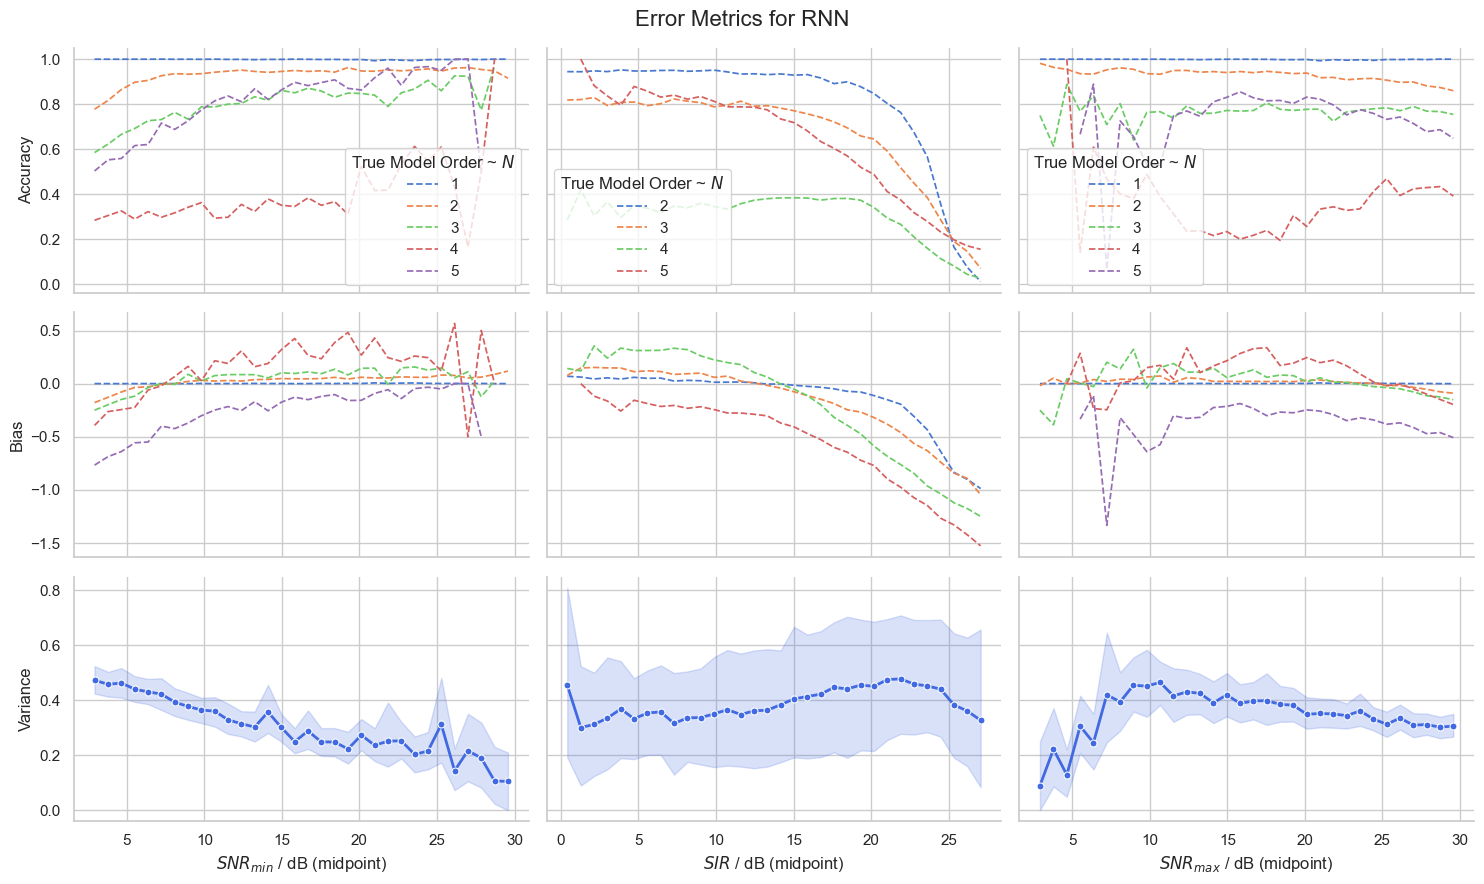 Error Metrics for RNN
Accuracy
1.0
0.8
0.6
0.4
0.2
0.0
True Model Order ~ N
1
2
3
4
5
True Model Order ~ N
2
3
4
5
True Model Order ~ N
1
2
3
4
5
Bias
0.5
0.0
−0.5
−1.0
−1.5
Variance
0.8
0.6
0.4
0.2
0.0
5 10 15 20 25 30
0 5 10 15 20 25
5 10 15 20 25 30
SNR_min / dB (midpoint)
SIR / dB (midpoint)
SNR_max / dB (midpoint)